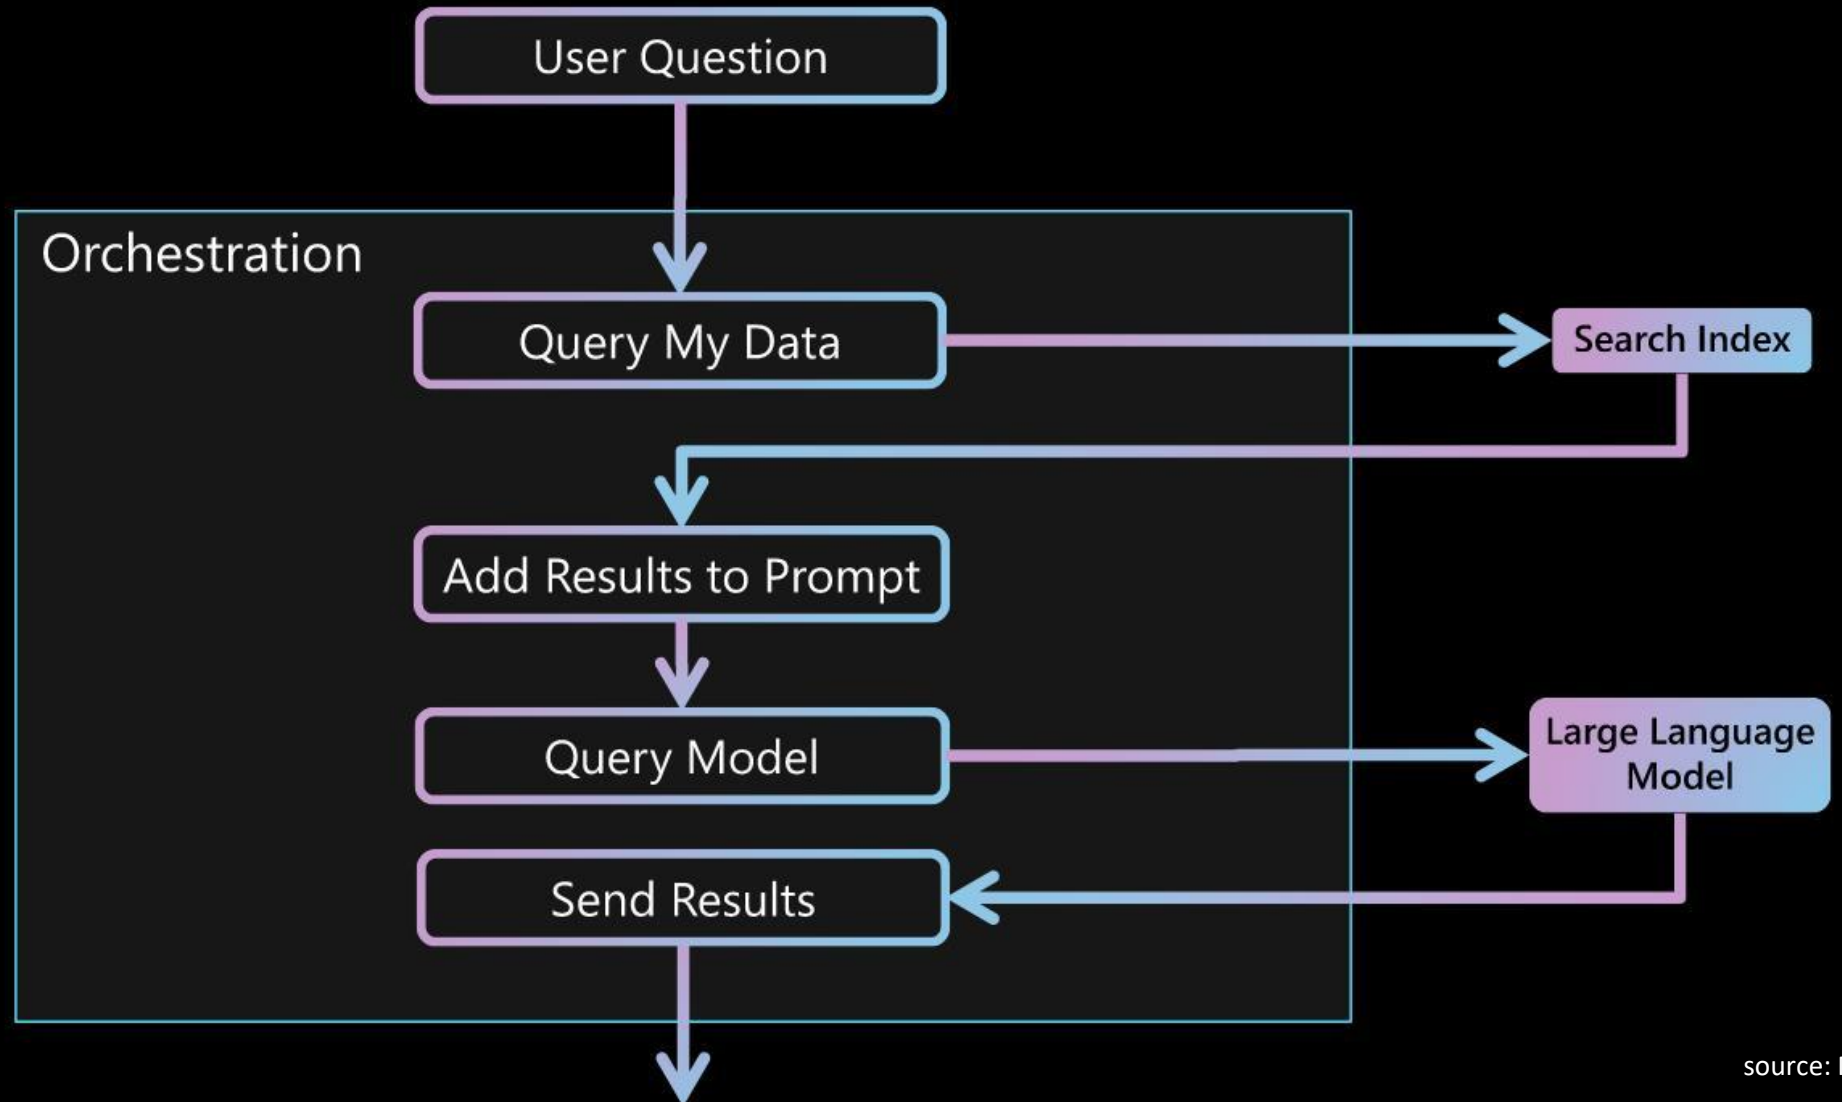 User Question
Orchestration
Query My Data
Search Index
Add Results to Prompt
Query Model
Large Language
Model
Send Results
source: